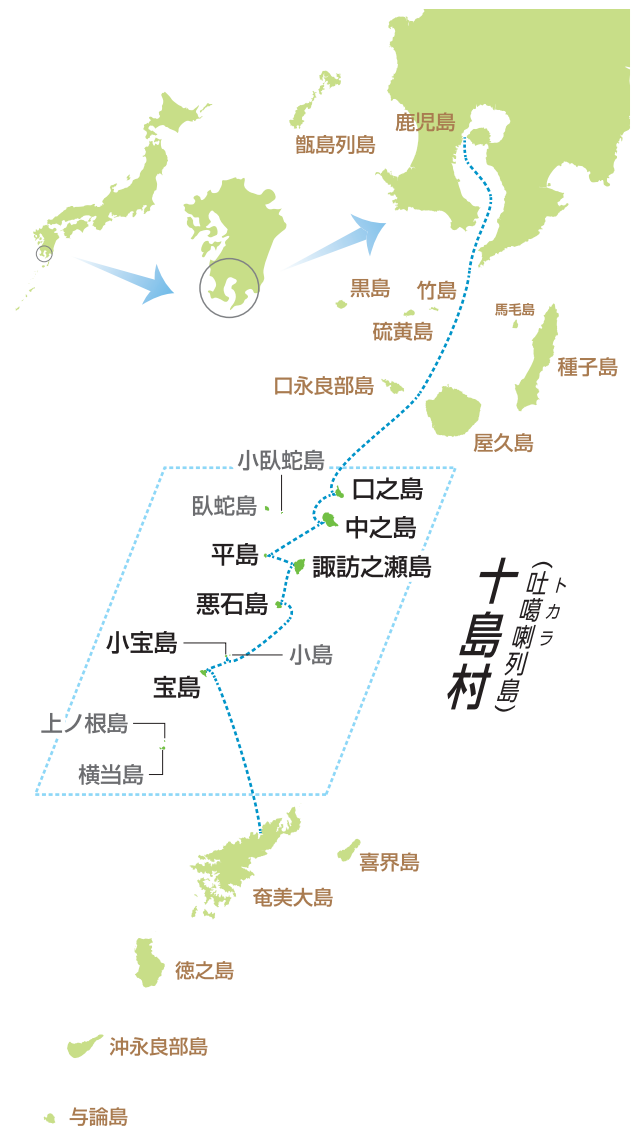 鹿児島
甑島列島
黒島
竹島
馬毛島
硫黄島
種子島
口永良部島
屋久島
小臥蛇島
口之島
臥蛇島
中之島
平島
諏訪之瀬島
十島村
(吐噶喇列島)
トカラ
悪石島
小宝島
小島
宝島
上ノ根島
横当島
喜界島
奄美大島
徳之島
沖永良部島
与論島